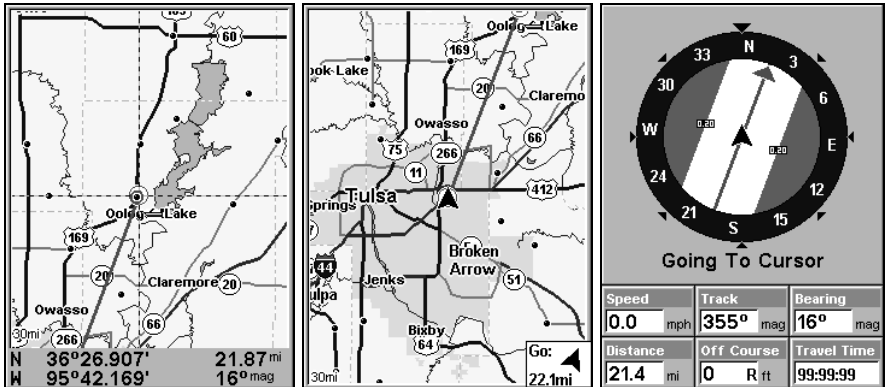 60
Oolog Lake
169
20
Claremore
20
Owasso
66
266
30mi
N 36°26.907' 21.87 mi
W 95°42.169' 16° mag
Oolog Lake
169
ook Lake
20
Claremo
Owasso
66
75
266
11
412
Tulsa
Springs
Broken
Arrow
44
Jenks
51
ulpa
Bixby
64
30mi
Go:
22.1mi
N
33
3
30
6
0.20
W
E
0.20
24
12
21
15
S
Going To Cursor
Speed
0.0 mph
Track
355° mag
Bearing
16° mag
Distance
21.4 mi
Off Course
0 R ft
Travel Time
99:99:99